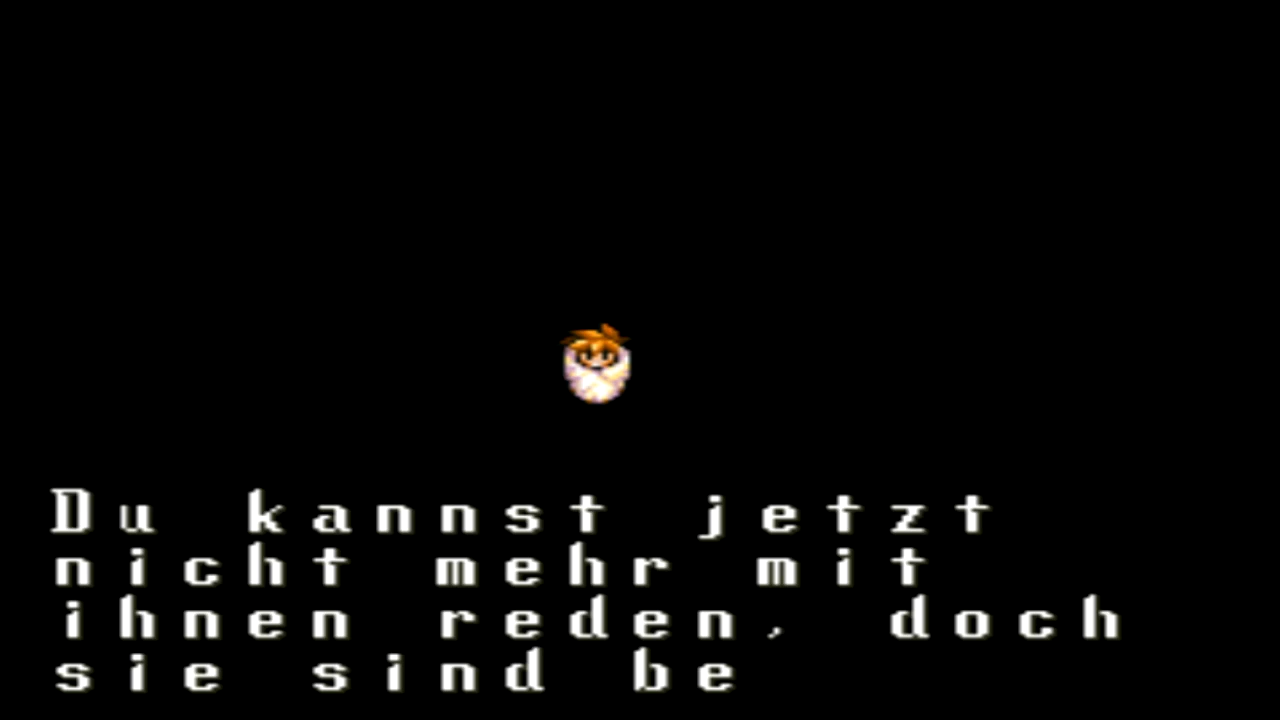 Du kannst jetzt
nicht mehr mit
ihnen reden, doch
sie sind be